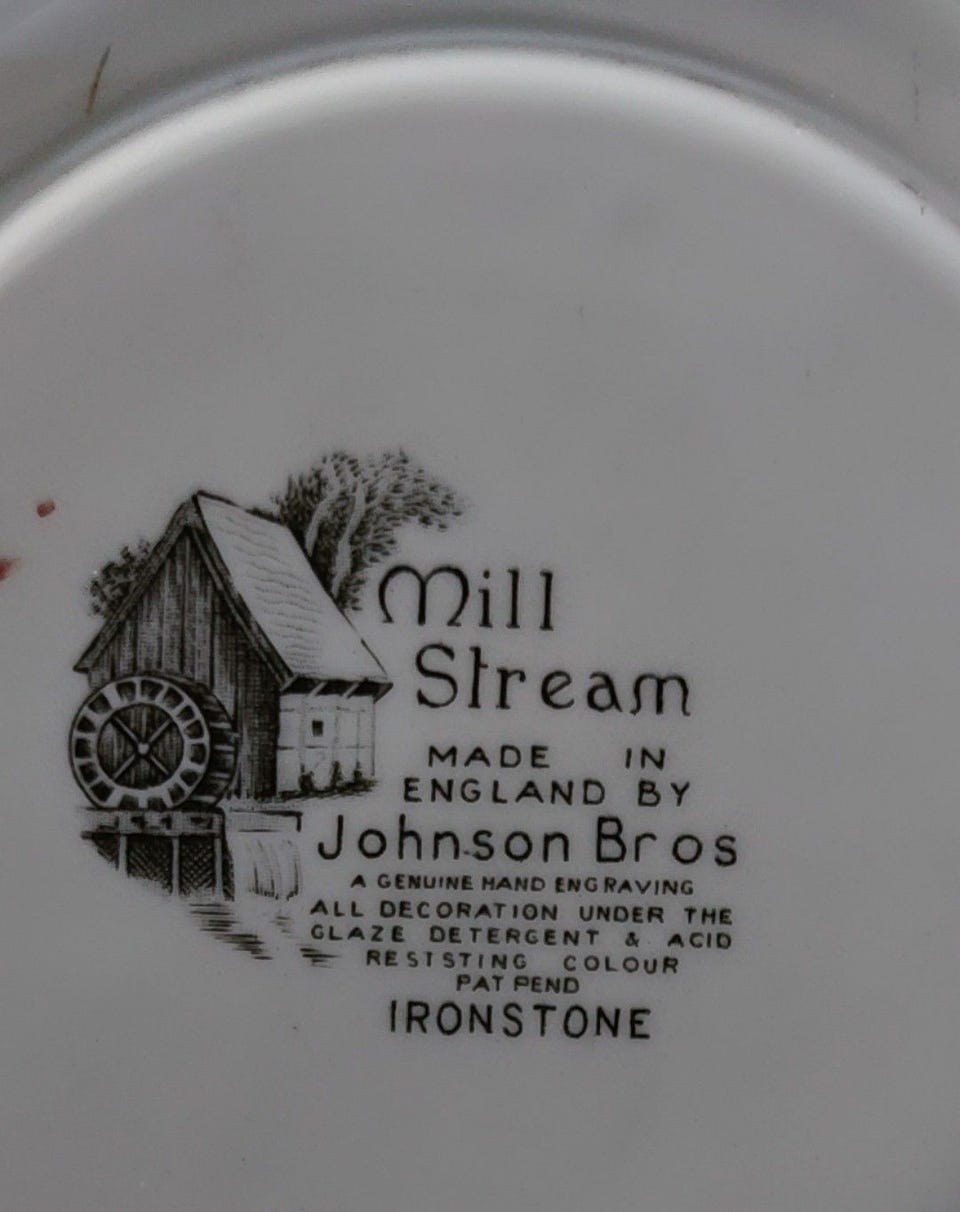 Mill
Stream
MADE IN
ENGLAND BY
Johnson Bros
A GENUINE HAND ENGRAVING
ALL DECORATION UNDER THE
GLAZE DETERGENT & ACID
RESISTING COLOUR
PAT PEND
IRONSTONE